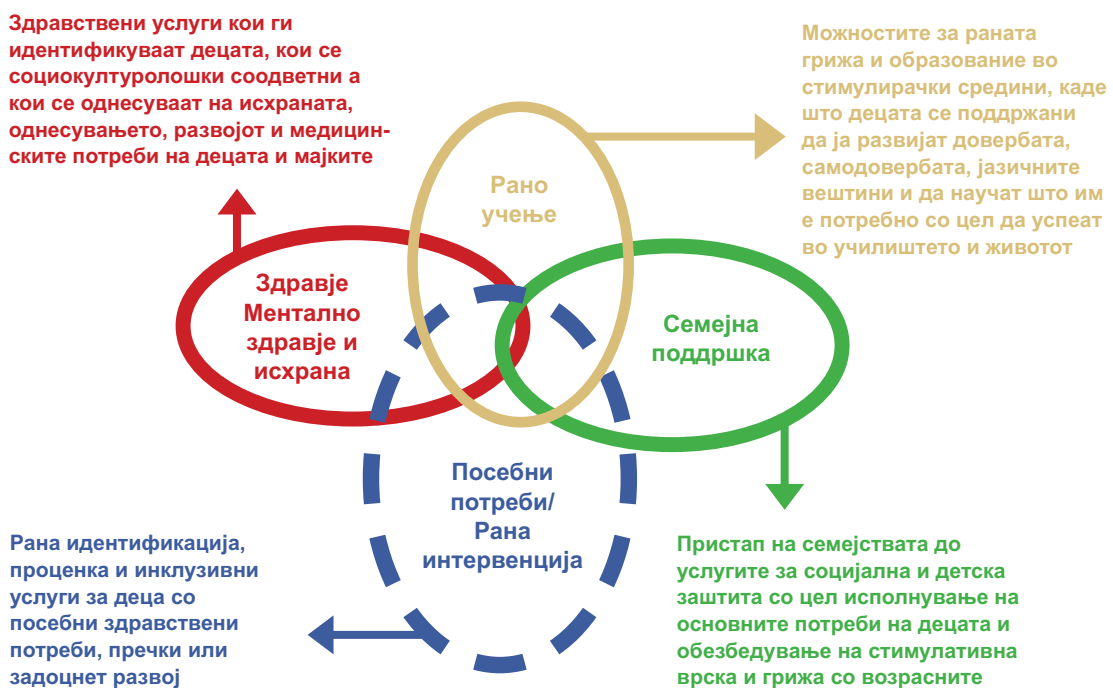 Здравствени услуги кои ги
идентификуваат децата, кои се
социокултуролошки соодветни а
кои се однесуваат на исхраната,
однесувањето, развојот и медицин-
ските потреби на децата и мајките
Можностите за раната
грижа и образование во
стимулирачки средини, каде
што децата се поддржани
да ја развијат довербата,
самодовербата, јазичните
вештини и да научат што им
е потребно со цел да успеат
во училиштето и животот
Рано
учење
Здравје
Ментално
здравје и
исхрана
Семејна
поддршка
Посебни
потреби/
Рана
интервенција
Рана идентификација,
проценка и инклузивни
услуги за деца со
посебни здравствени
потреби, пречки или
задоцнет развој
Пристап на семејствата до
услугите за социјална и детска
заштита со цел исполнување на
основните потреби на децата и
обезбедување на стимулативна
врска и грижа со возрасните